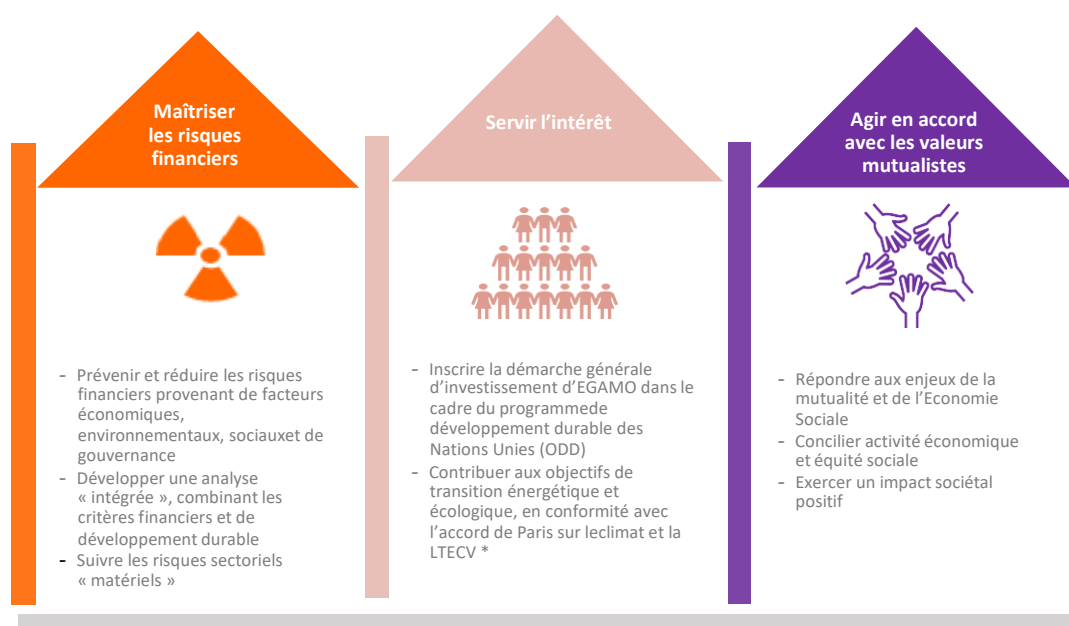 Maîtriser
les risques
financiers
- Prévenir et réduire les risques
financiers provenant de facteurs
économiques,
environnementaux, sociauxet de
gouvernance
- Développer une analyse
« intégrée », combinant les
critères financiers et de
développement durable
- Suivre les risques sectoriels
« matériels »
Servir l’intérêt
- Inscrire la démarche générale
d’investissement d’EGAMO dans le
cadre du programmede
développement durable des
Nations Unies (ODD)
- Contribuer aux objectifs de
transition énergétique et
écologique, en conformité avec
l’accord de Paris sur leclimat et la
LTECV *
Agir en accord
avec les valeurs
mutualistes
- Répondre aux enjeux de la
mutualité et de l’Economie
Sociale
- Concilier activité économique
et équité sociale
- Exercer un impact sociétal
positif